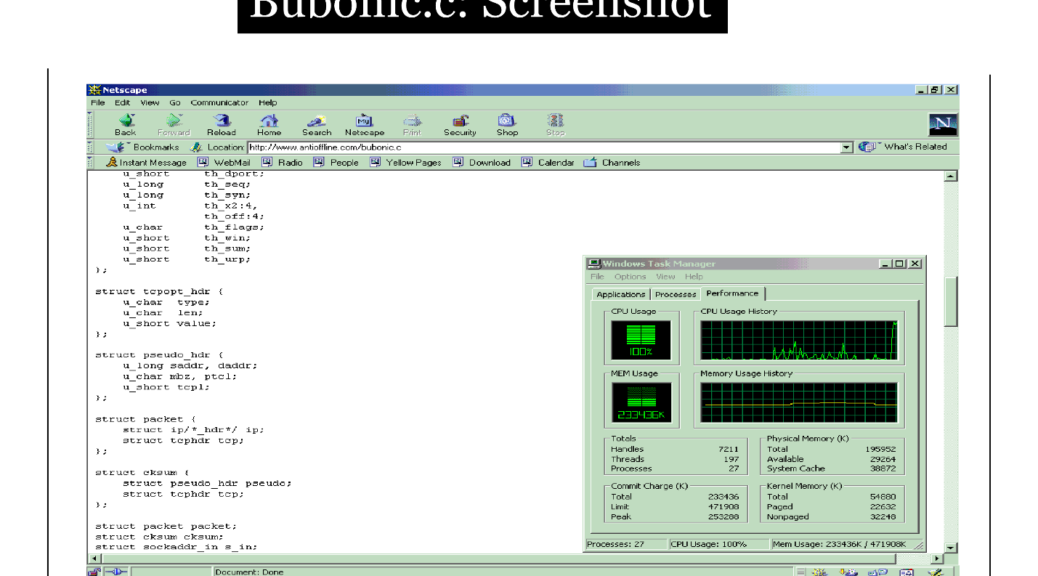 Bubonic.c: Screenshot
Netscape
File Edit View Go Communicator Help
Back Forward Reload Home Search Netscape Print Security Shop Stop
Bookmarks Location: http://www.antioffline.com/bubonic.c What's Related
Instant Message WebMail Radio People Yellow Pages Download Calendar Channels
u_short th_dport;
u_long th_seq;
u_long th_syn;
u_int th_x2:4,
th_off:4;
u_char th_flags;
u_short th_win;
u_short th_sum;
u_short th_urp;
};
struct tcpopt_hdr {
u_char type;
u_char len;
u_short value;
};
struct pseudo_hdr {
u_long saddr, daddr;
u_char mbz, ptcl;
u_short tcpl;
};
struct packet {
struct ip/*_hdr*/ ip;
struct tcphdr tcp;
};
struct cksum {
struct pseudo_hdr pseudo;
struct tcphdr tcp;
};
struct packet packet;
struct cksum cksum;
struct sockaddr_in s_in;
Document: Done
Windows Task Manager
File Options View Help
Applications Processes Performance
CPU Usage CPU Usage History
100%
MEM Usage Memory Usage History
233436K
Totals
Handles 7211
Threads 197
Processes 27
Physical Memory (K)
Total 195952
Available 29264
System Cache 38872
Commit Charge (K)
Total 233436
Limit 471908
Peak 253288
Kernel Memory (K)
Total 54880
Paged 22632
Nonpaged 32248
Processes: 27 CPU Usage: 100% Mem Usage: 233436K / 471908K